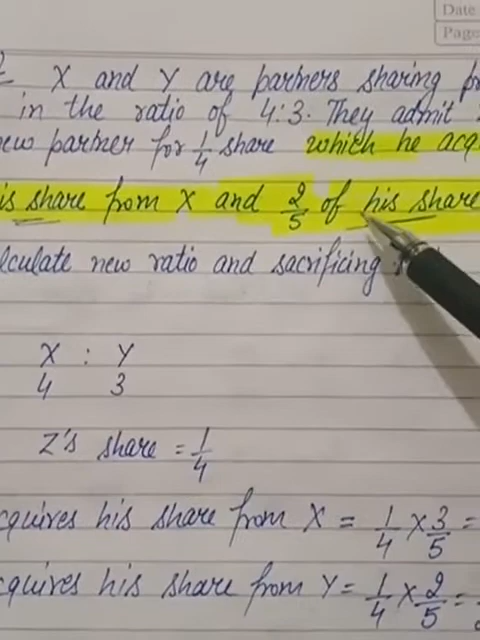 Date
Page
X and Y are partners sharing
in the ratio of 4:3. They admit
new partner for 1/4 share which he acq
is share from X and 2/5 of his share
lculate new ratio and sacrificing
X : Y
4 3
Z's share = 1/4
cquires his share from X = 1/4 × 3/5 =
cquires his share from Y = 1/4 × 2/5 =